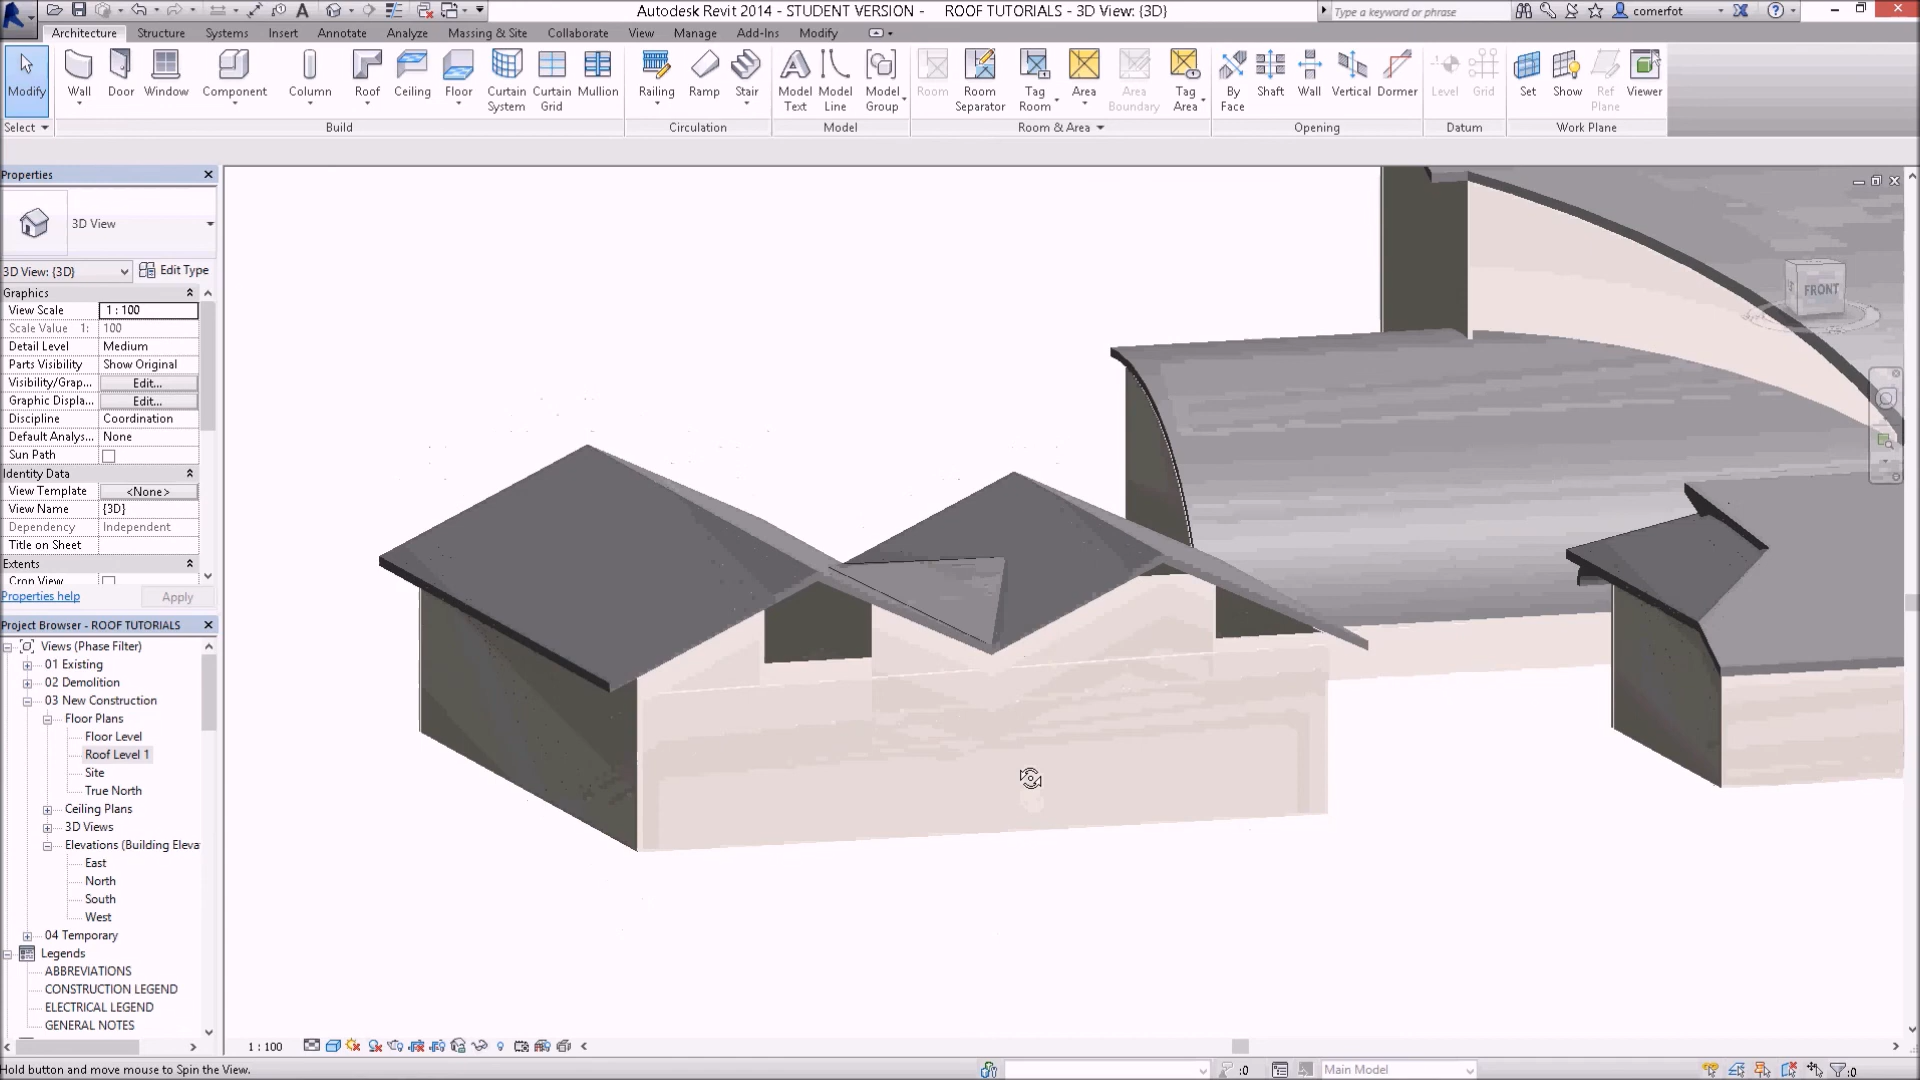 Autodesk Revit 2014 - STUDENT VERSION - ROOF TUTORIALS - 3D View: {3D}
Type a keyword or phrase
comerfot
Architecture Structure Systems Insert Annotate Analyze Massing & Site Collaborate View Manage Add-Ins Modify
Modify Wall Door Window Component Column Roof Ceiling Floor Curtain System Curtain Grid Mullion Railing Ramp Stair Model Text Model Line Model Group Room Room Separator Tag Room Area Area Boundary Tag Area By Face Shaft Wall Vertical Dormer Level Grid Set Show Ref Plane Viewer
Select Build Circulation Model Room & Area Opening Datum Work Plane
Properties
3D View
3D View: {3D} Edit Type
Graphics
View Scale 1 : 100
Scale Value 1: 100
Detail Level Medium
Parts Visibility Show Original
Visibility/Grap... Edit...
Graphic Displa... Edit...
Discipline Coordination
Default Analys... None
Sun Path
Identity Data
View Template <None>
View Name {3D}
Dependency Independent
Title on Sheet
Extents
Crop View
Properties help Apply
Project Browser - ROOF TUTORIALS
Views (Phase Filter)
01 Existing
02 Demolition
03 New Construction
Floor Plans
Floor Level
Roof Level 1
Site
True North
Ceiling Plans
3D Views
Elevations (Building Eleva
East
North
South
West
04 Temporary
Legends
ABBREVIATIONS
CONSTRUCTION LEGEND
ELECTRICAL LEGEND
GENERAL NOTES
FRONT
1 : 100
Hold button and move mouse to Spin the View.
:0
Main Model
:0